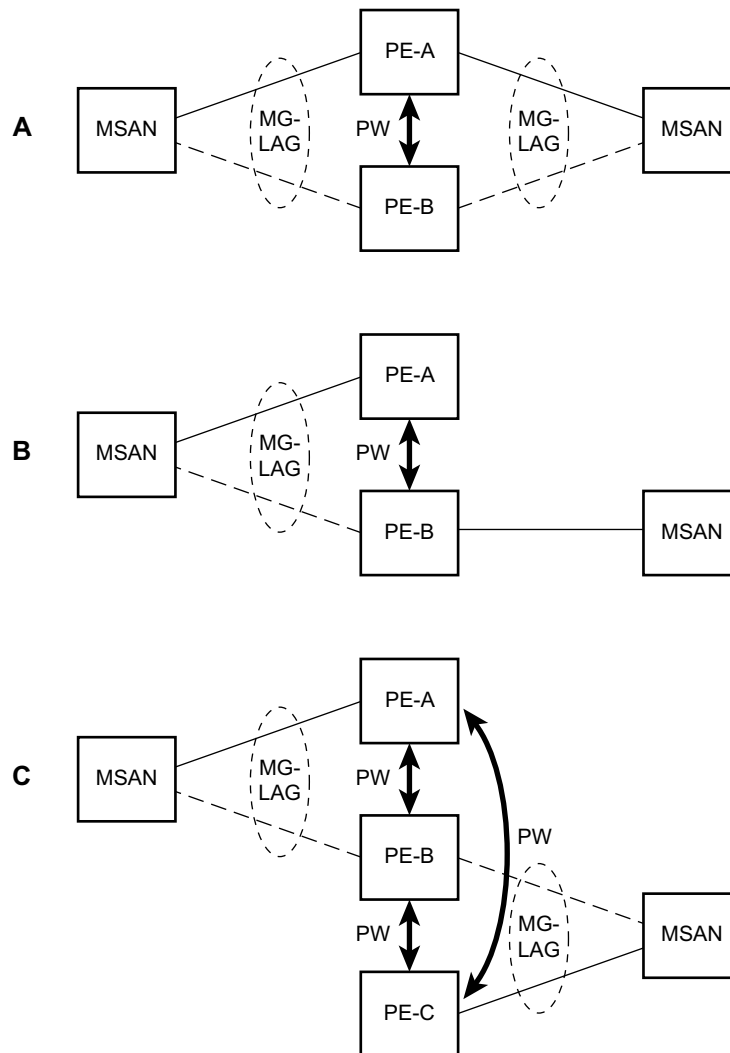 PE-A
A
MSAN
MG-
LAG
PW
MG-
LAG
MSAN
PE-B
PE-A
B
MSAN
MG-
LAG
PW
PE-B
MSAN
PE-A
C
MSAN
MG-
LAG
PW
PW
PE-B
MG-
LAG
MSAN
PW
PE-C